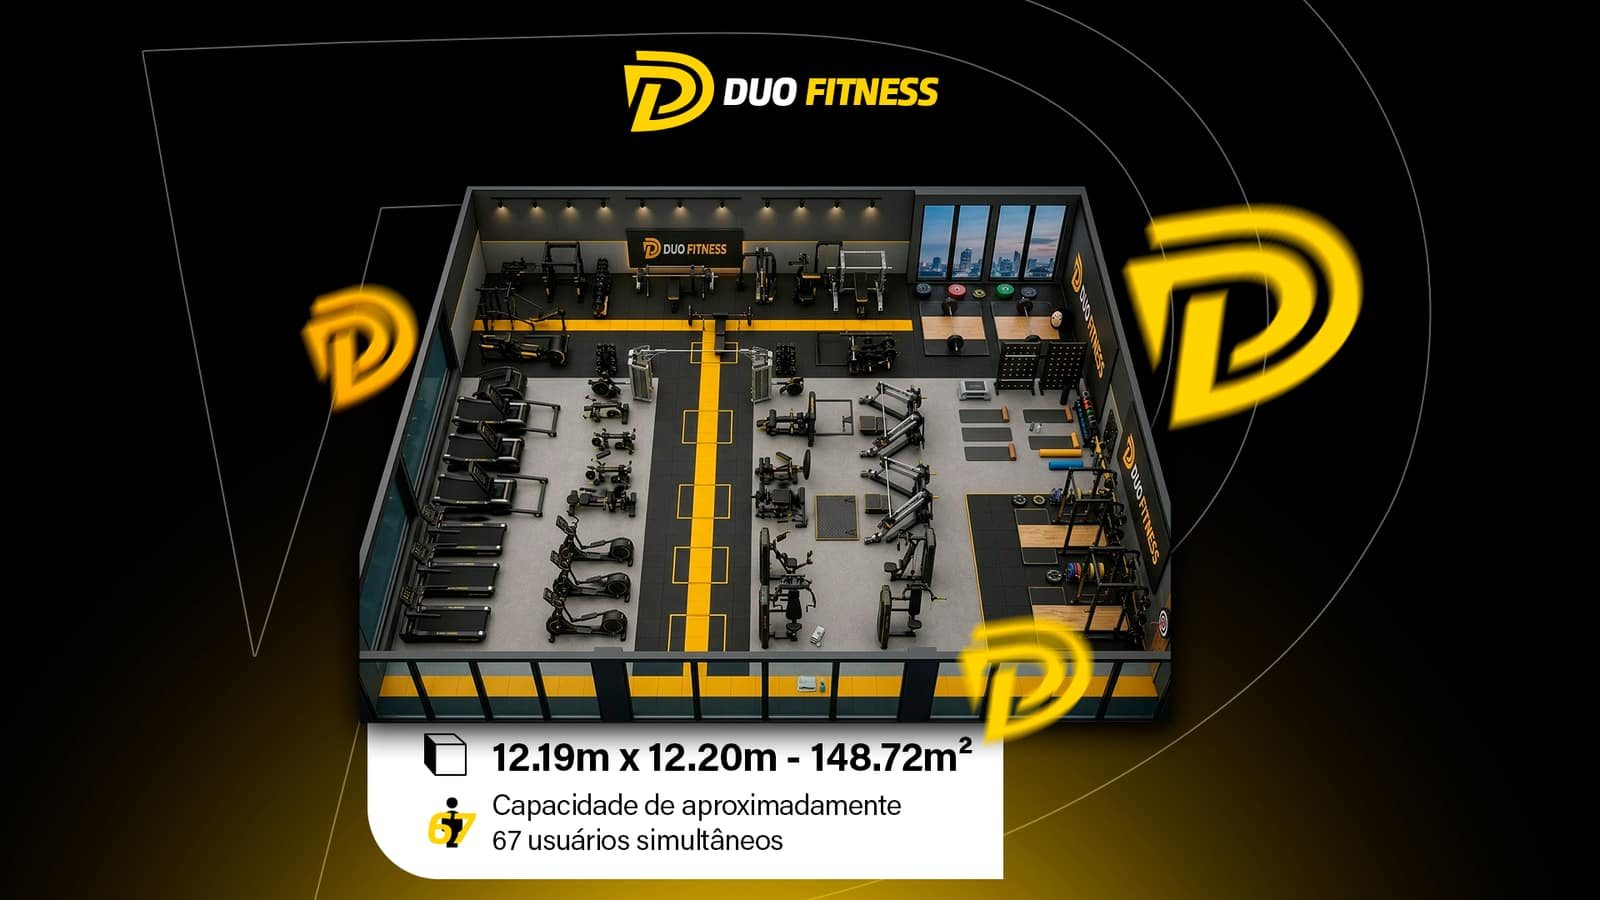 DUO FITNESS
DUO FITNESS
DUO FITNESS
DUO FITNESS
12.19m x 12.20m - 148.72m²
67
Capacidade de aproximadamente
67 usuários simultâneos